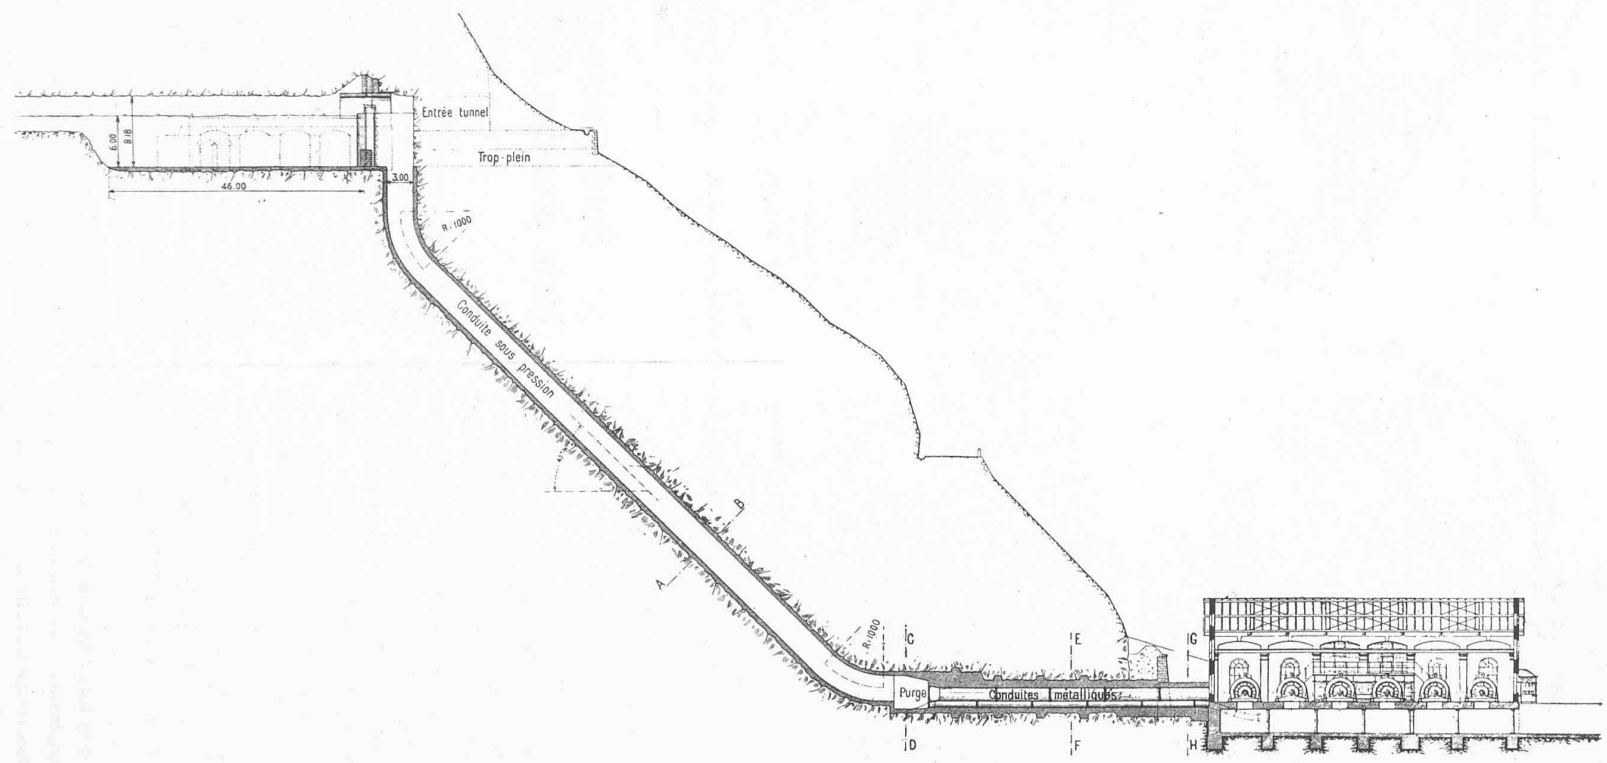 Entrée tunnel
6.00
8.18
Trop-plein
46.00
3.00
R.1000
Conduite sous pression
B
A
R.1000
C
E
G
Purge
Conduites métalliques
D
F
H